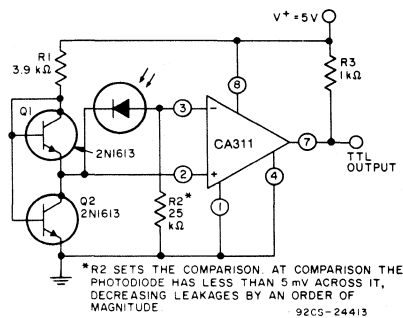 V+ = 5V
R1
3.9 kΩ
R3
1kΩ
Q1
8
3
−
CA311
7
TTL
OUTPUT
2N1613
2
+
4
Q2
2N1613
R2*
25
kΩ
1
*R2 SETS THE COMPARISON. AT COMPARISON THE
PHOTODIODE HAS LESS THAN 5 mV ACROSS IT,
DECREASING LEAKAGES BY AN ORDER OF
MAGNITUDE.
92CS-24413